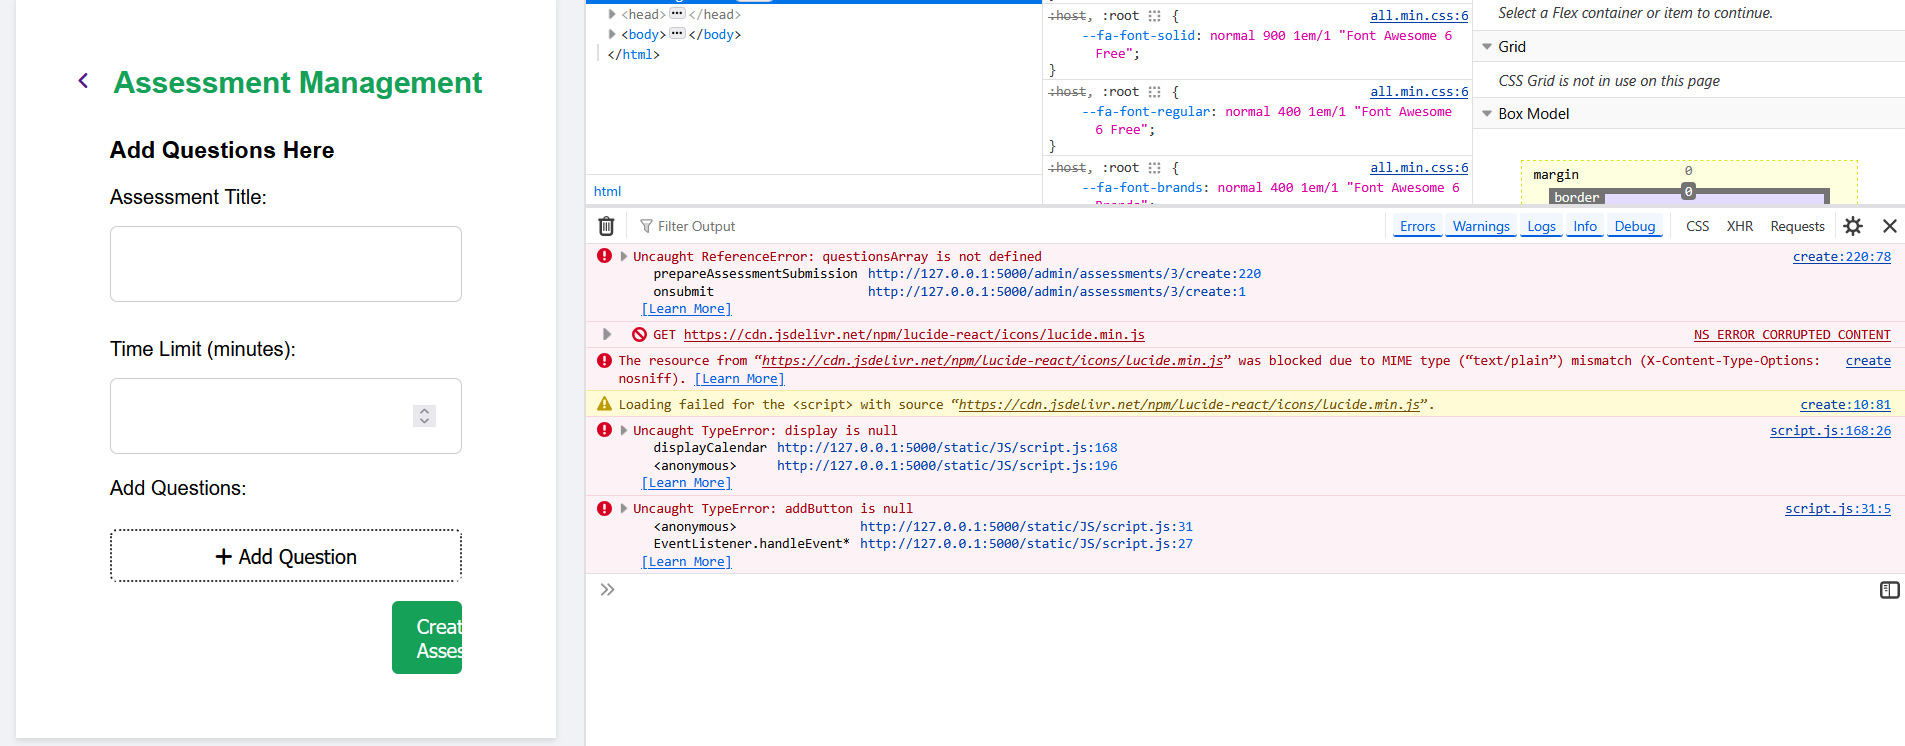 Assessment Management
Add Questions Here
Assessment Title:
Time Limit (minutes):
Add Questions:
+ Add Question
Creat
Asses
<head> ••• </head>
<body> ••• </body>
</html>
html
:host, :root {
all.min.css:6
--fa-font-solid: normal 900 1em/1 "Font Awesome 6
Free";
}
:host, :root {
all.min.css:6
--fa-font-regular: normal 400 1em/1 "Font Awesome
6 Free";
}
:host, :root {
all.min.css:6
--fa-font-brands: normal 400 1em/1 "Font Awesome 6
Select a Flex container or item to continue.
Grid
CSS Grid is not in use on this page
Box Model
margin
0
border
0
Filter Output
Errors
Warnings
Logs
Info
Debug
CSS
XHR
Requests
Uncaught ReferenceError: questionsArray is not defined
create:220:78
prepareAssessmentSubmission http://127.0.0.1:5000/admin/assessments/3/create:220
onsubmit http://127.0.0.1:5000/admin/assessments/3/create:1
[Learn More]
GET https://cdn.jsdelivr.net/npm/lucide-react/icons/lucide.min.js
NS_ERROR_CORRUPTED_CONTENT
The resource from “https://cdn.jsdelivr.net/npm/lucide-react/icons/lucide.min.js” was blocked due to MIME type (“text/plain”) mismatch (X-Content-Type-Options:
create
nosniff). [Learn More]
Loading failed for the <script> with source “https://cdn.jsdelivr.net/npm/lucide-react/icons/lucide.min.js”.
create:10:81
Uncaught TypeError: display is null
script.js:168:26
displayCalendar http://127.0.0.1:5000/static/JS/script.js:168
<anonymous> http://127.0.0.1:5000/static/JS/script.js:196
[Learn More]
Uncaught TypeError: addButton is null
script.js:31:5
<anonymous> http://127.0.0.1:5000/static/JS/script.js:31
EventListener.handleEvent* http://127.0.0.1:5000/static/JS/script.js:27
[Learn More]